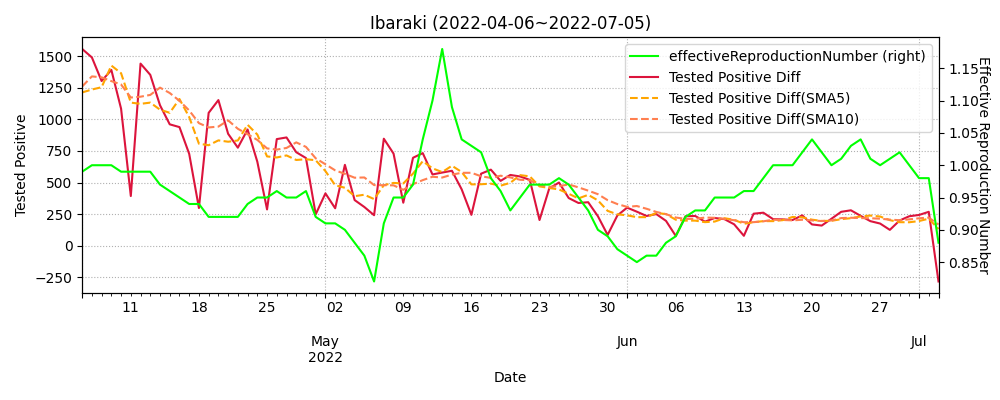 Ibaraki (2022-04-06~2022-07-05)
effectiveReproductionNumber (right)
Tested Positive Diff
Tested Positive Diff(SMA5)
Tested Positive Diff(SMA10)
Tested Positive
1500
1250
1000
750
500
250
0
−250
1.15
1.10
1.05
1.00
0.95
0.90
0.85
Effective Reproduction Number
11 18 25 02 09 16 23 30 06 13 20 27
May Jun Jul
2022
Date